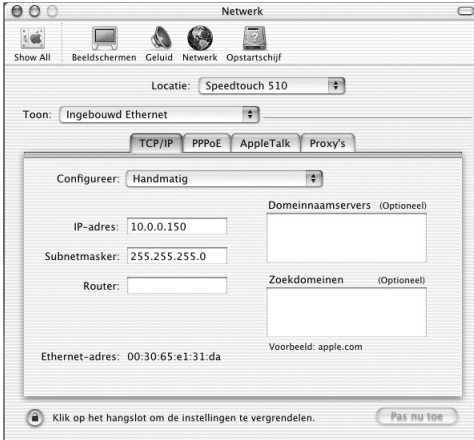 Netwerk
Show All Beeldschermen Geluid Netwerk Opstartschijf
Locatie: Speedtouch 510
Toon: Ingebouwd Ethernet
TCP/IP PPPoE AppleTalk Proxy's
Configureer: Handmatig
Domeinnaamservers (Optioneel)
IP-adres: 10.0.0.150
Subnetmasker: 255.255.255.0
Router:
Zoekdomeinen (Optioneel)
Voorbeeld: apple.com
Ethernet-adres: 00:30:65:e1:31:da
Klik op het hangslot om de instellingen te vergrendelen. Pas nu toe